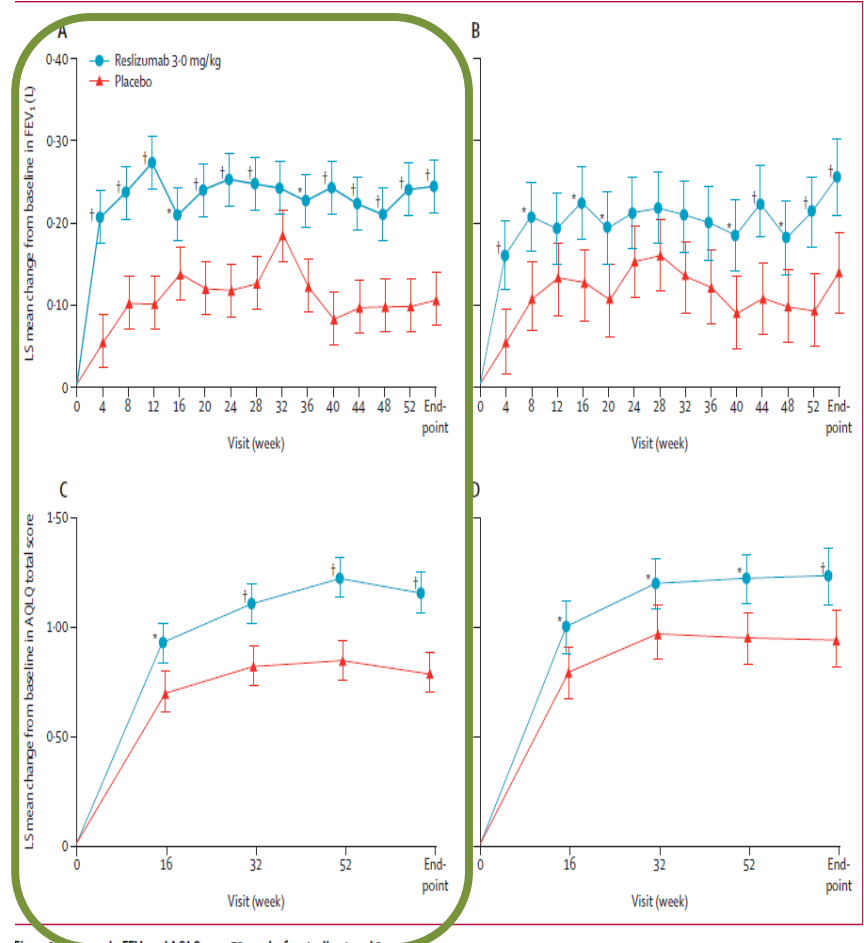 A
B
Reslizumab 3·0 mg/kg
Placebo
LS mean change from baseline in FEV₁ (L)
0·40
0·30
0·20
0·10
0
† † † * † † † * † † † † †
† * * * * † * † †
0 4 8 12 16 20 24 28 32 36 40 44 48 52 End-
point
0 4 8 12 16 20 24 28 32 36 40 44 48 52 End-
point
Visit (week)
Visit (week)
C
D
LS mean change from baseline in AQLQ total score
1·50
1·00
0·50
0
* † † †
* * * †
0 16 32 52 End-
point
0 16 32 52 End-
point
Visit (week)
Visit (week)